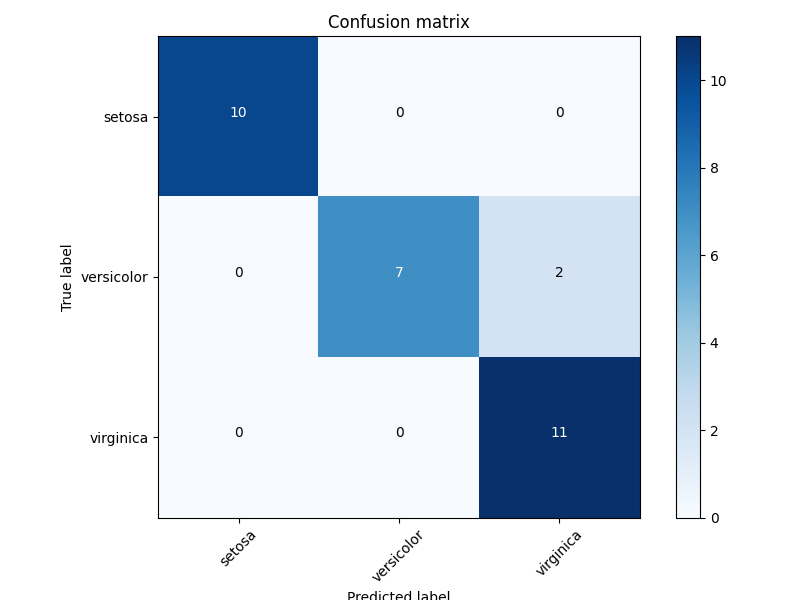 Confusion matrix
setosa
10 0 0
10
versicolor
0 7 2
8
virginica
0 0 11
6
4
2
0
True label
setosa versicolor virginica
Predicted label